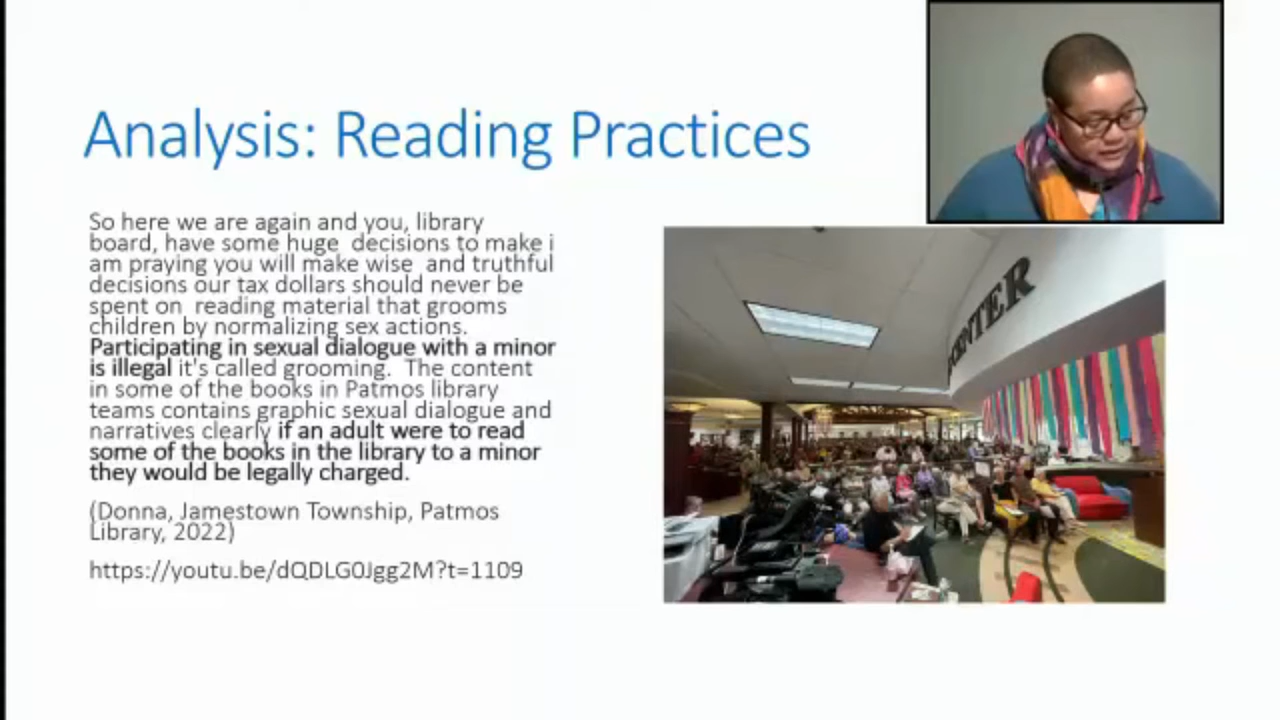 Analysis: Reading Practices
So here we are again and you, library
board, have some huge  decisions to make i
am praying you will make wise  and truthful
decisions our tax dollars should never be
spent on  reading material that grooms
children by normalizing sex actions.
Participating in sexual dialogue with a minor
is illegal it's called grooming.  The content
in some of the books in Patmos library
teams contains graphic sexual dialogue and
narratives clearly if an adult were to read
some of the books in the library to a minor
they would be legally charged.
(Donna, Jamestown Township, Patmos
Library, 2022)
https://youtu.be/dQDLG0Jgg2M?t=1109